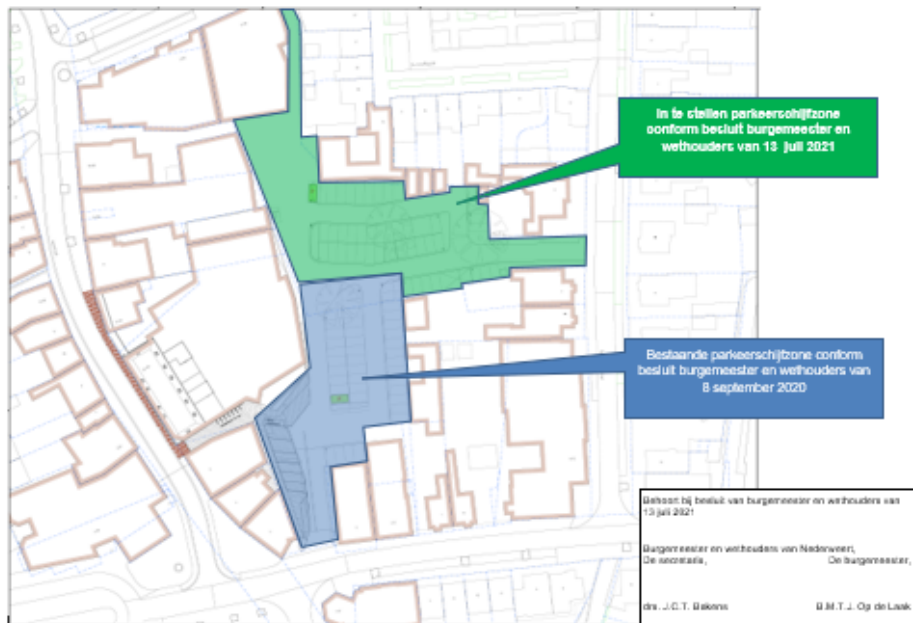 In te stellen parkeerschijfzone
conform besluit burgemeester en
wethouders van 13 juli 2021
Bestaande parkeerschijfzone conform
besluit burgemeester en wethouders van
8 september 2020
Behoort bij besluit van burgemeester en wethouders van
13 juli 2021
Burgemeester en wethouders van Nederweert,
De secretaris,
De burgemeester,
drs. J.C.T. Bakens
B.M.T.J. Op de Laak